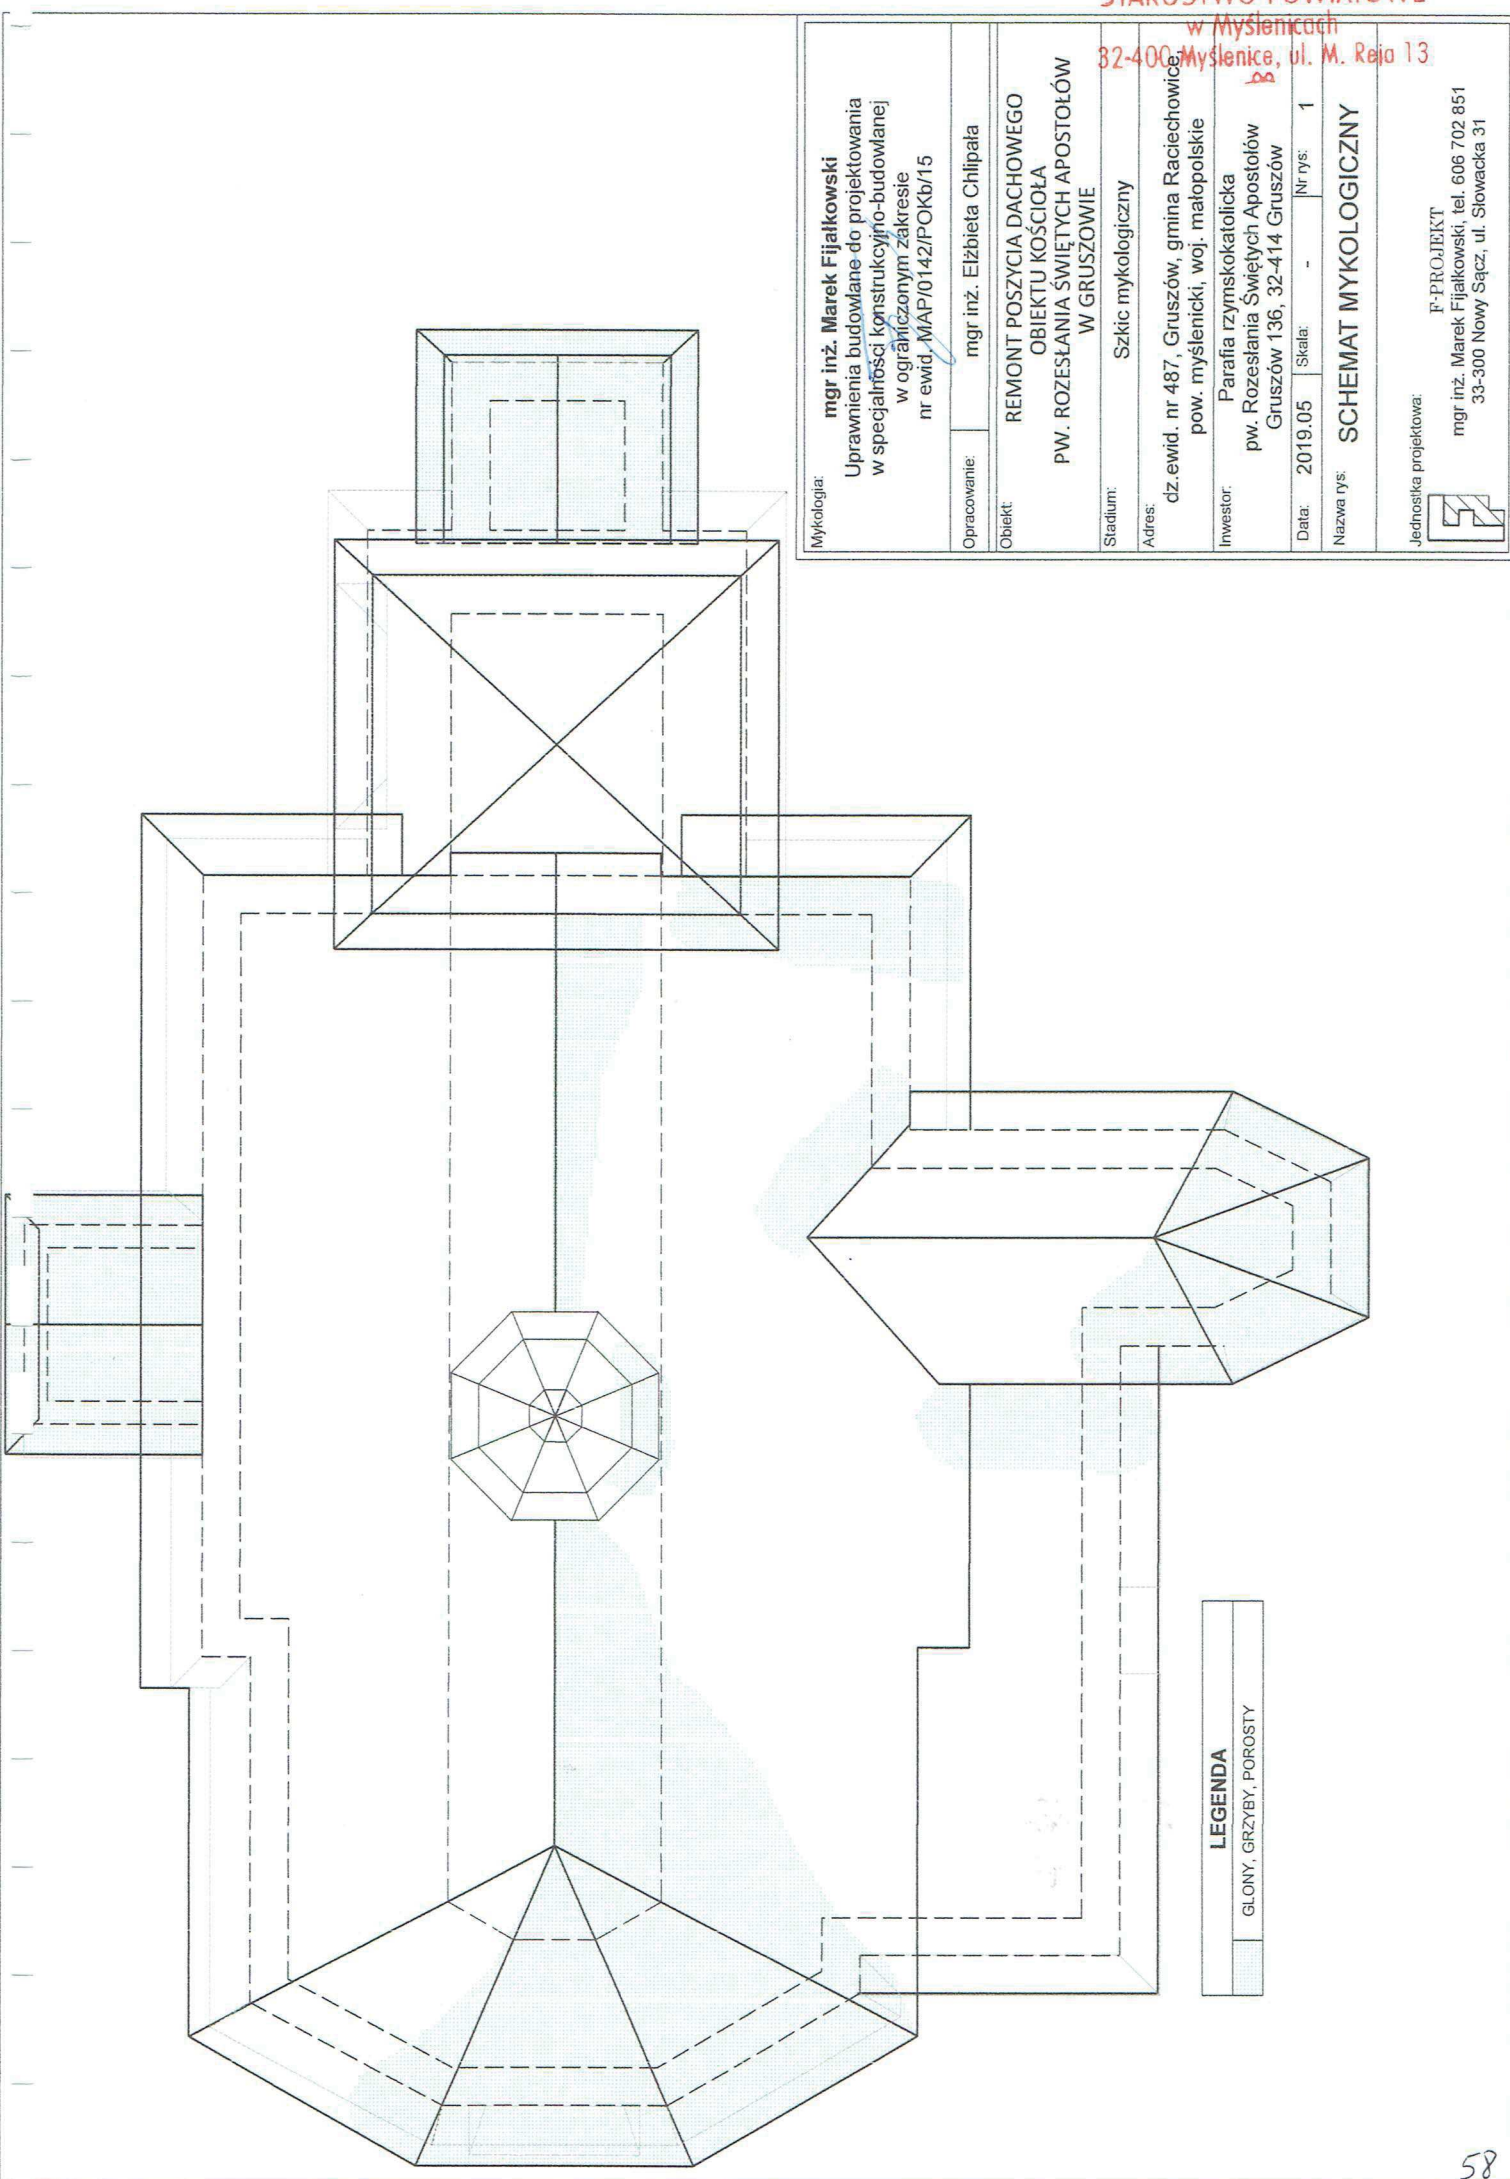 STAROSTWO POWIATOWE
w Myślenicach
32-400 Myślenice, ul. M. Reja 13
Mykologia:
mgr inż. Marek Fijałkowski
Uprawnienia budowlane do projektowania
w specjalności konstrukcyjno-budowlanej
w ograniczonym zakresie
nr ewid. MAP/0142/POKb/15
Opracowanie: mgr inż. Elżbieta Chlipała
Obiekt:
REMONT POSZYCIA DACHOWEGO
OBIEKTU KOŚCIOŁA
PW. ROZESŁANIA ŚWIĘTYCH APOSTOŁÓW
W GRUSZOWIE
Stadium: Szkic mykologiczny
Adres:
dz.ewid. nr 487, Gruszów, gmina Raciechowice,
pow. myślenicki, woj. małopolskie
Inwestor: Parafia rzymskokatolicka
pw. Rozesłania Świętych Apostołów
Gruszów 136, 32-414 Gruszów
Data: 2019.05 Skala: - Nr rys: 1
Nazwa rys: SCHEMAT MYKOLOGICZNY
Jednostka projektowa:
F-PROJEKT
mgr inż. Marek Fijałkowski, tel. 606 702 851
33-300 Nowy Sącz, ul. Słowacka 31
LEGENDA
GLONY, GRZYBY, POROSTY
58